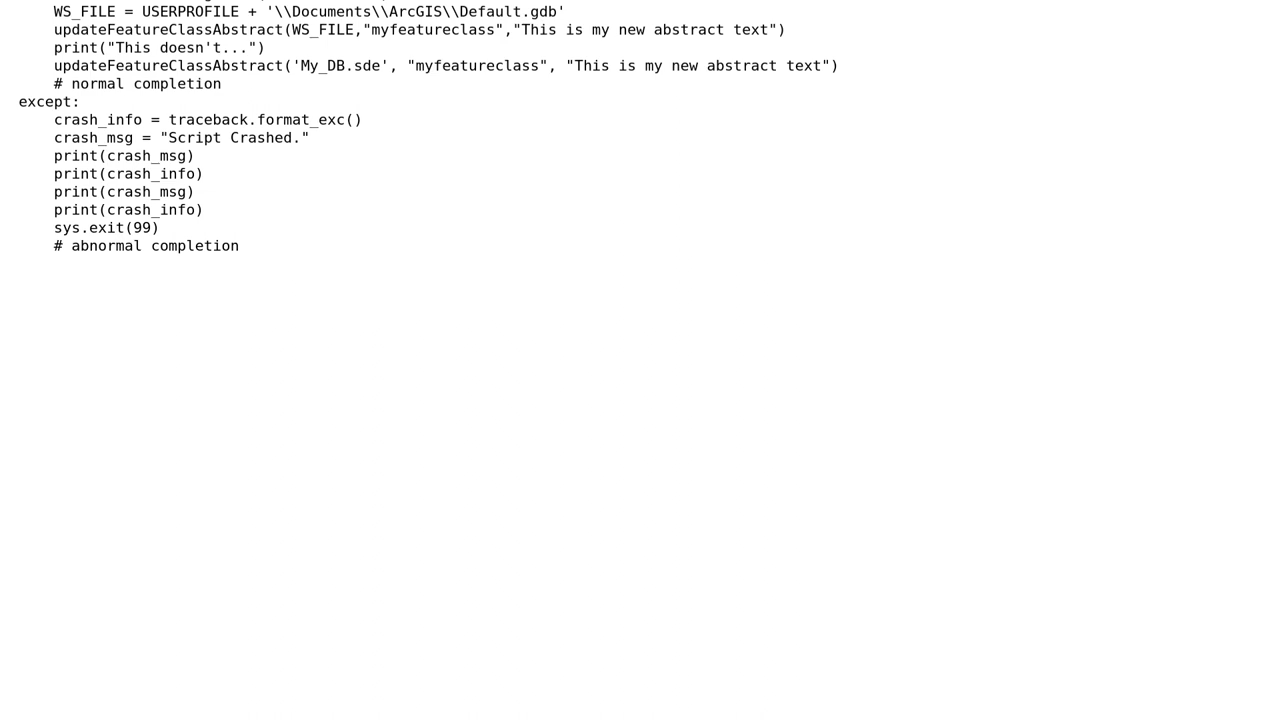 WS_FILE = USERPROFILE + '\\Documents\\ArcGIS\\Default.gdb'
updateFeatureClassAbstract(WS_FILE,"myfeatureclass","This is my new abstract text")
print("This doesn't...")
updateFeatureClassAbstract('My_DB.sde', "myfeatureclass", "This is my new abstract text")
# normal completion
except:
crash_info = traceback.format_exc()
crash_msg = "Script Crashed."
print(crash_msg)
print(crash_info)
print(crash_msg)
print(crash_info)
sys.exit(99)
# abnormal completion